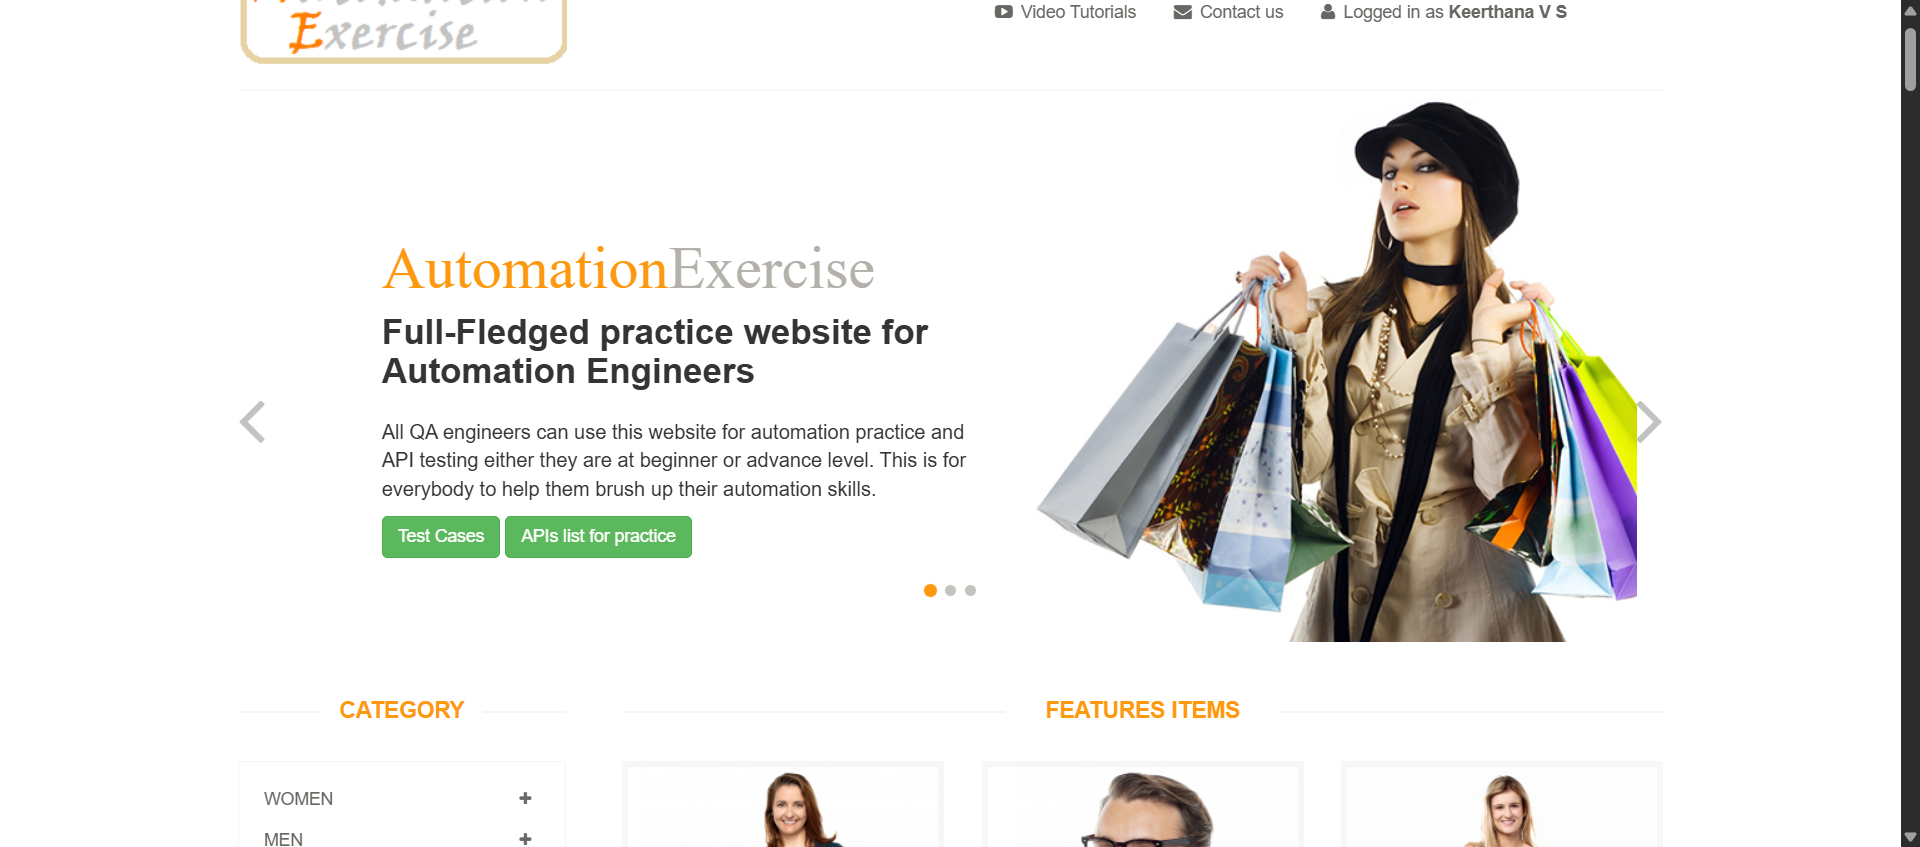 Exercise
Video Tutorials
Contact us
Logged in as Keerthana V S
AutomationExercise
Full-Fledged practice website for
Automation Engineers
All QA engineers can use this website for automation practice and
API testing either they are at beginner or advance level. This is for
everybody to help them brush up their automation skills.
Test Cases
APIs list for practice
CATEGORY
FEATURES ITEMS
WOMEN
MEN